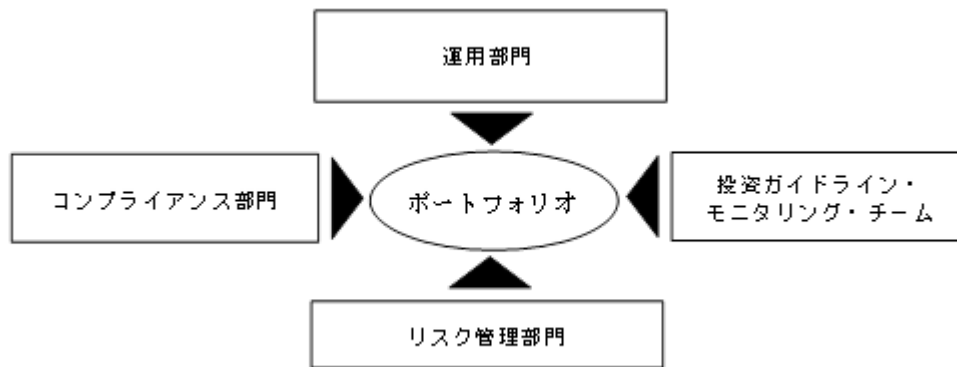 運用部門
コンプライアンス部門
ポートフォリオ
投資ガイドライン・
モニタリング・チーム
リスク管理部門